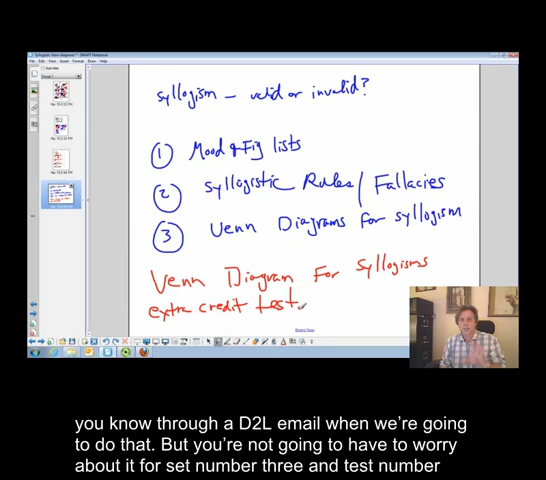 Syllogism - valid or invalid?
① Mood & Fig lists
② Syllogistic Rules / Fallacies
③ Venn Diagrams for syllogism
Venn Diagram For Syllogisms
extra credit test.
you know through a D2L email when we're going
to do that. But you're not going to have to worry
about it for set number three and test number